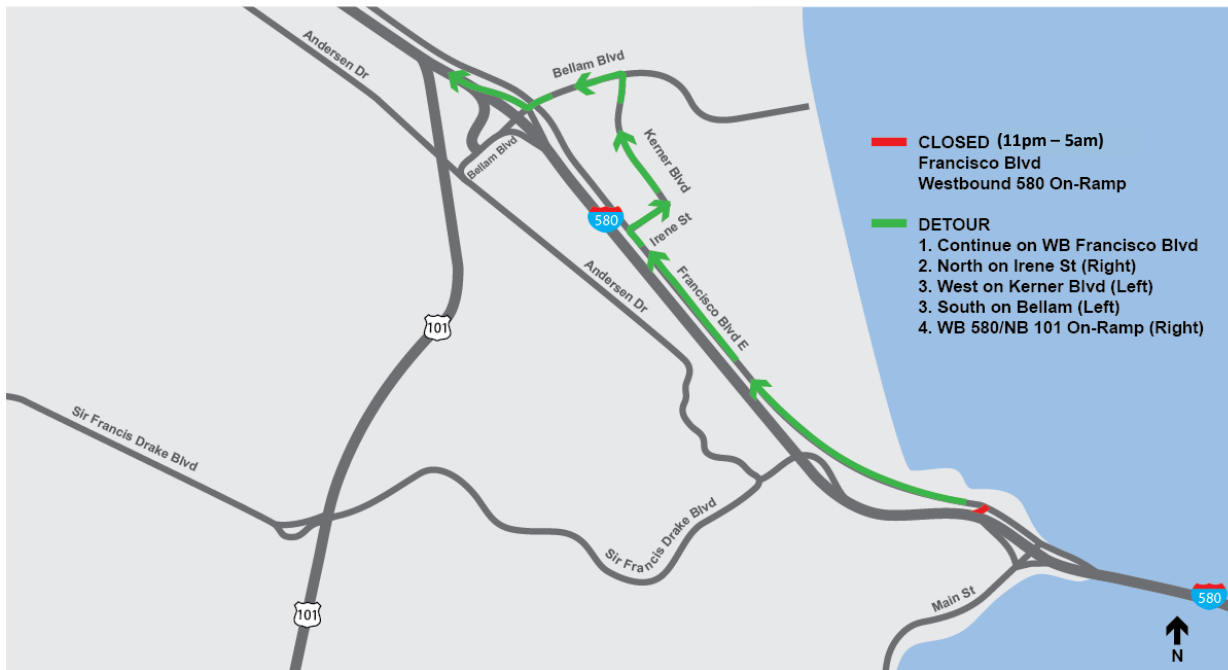 Andersen Dr
Bellam Blvd
Bellam Blvd
Kerner Blvd
CLOSED (11pm – 5am)
Francisco Blvd
Westbound 580 On-Ramp
580
Irene St
DETOUR
1. Continue on WB Francisco Blvd
2. North on Irene St (Right)
3. West on Kerner Blvd (Left)
3. South on Bellam (Left)
4. WB 580/NB 101 On-Ramp (Right)
Andersen Dr
Francisco Blvd E
101
Sir Francis Drake Blvd
Sir Francis Drake Blvd
Main St
580
101
N